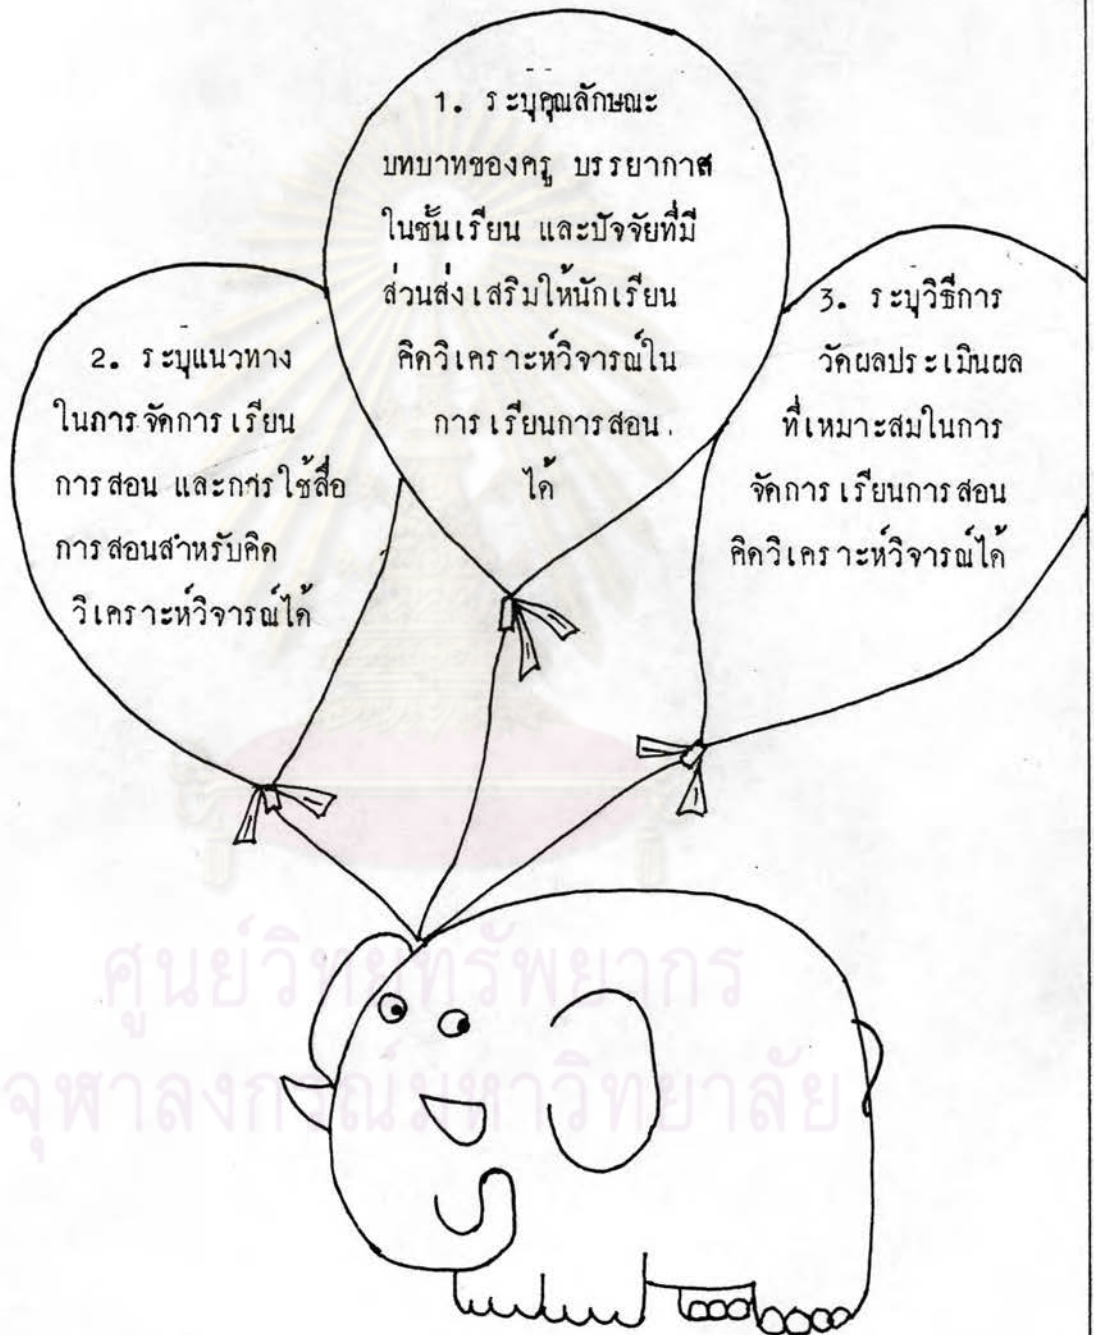 1. ระบุคุณลักษณะ
บทบาทของครู บรรยากาศ
ในชั้นเรียน และปัจจัยที่มี
ส่วนส่งเสริมให้นักเรียน
คิดวิเคราะห์วิจารณ์ใน
การเรียนการสอน
ได้
2. ระบุแนวทาง
ในการจัดการเรียน
การสอน และการใช้สื่อ
การสอนสำหรับคิด
วิเคราะห์วิจารณ์ได้
3. ระบุวิธีการ
วัดผลประเมินผล
ที่เหมาะสมในการ
จัดการเรียนการสอน
คิดวิเคราะห์วิจารณ์ได้
ศูนย์วิทยทรัพยากร
จุฬาลงกรณ์มหาวิทยาลัย